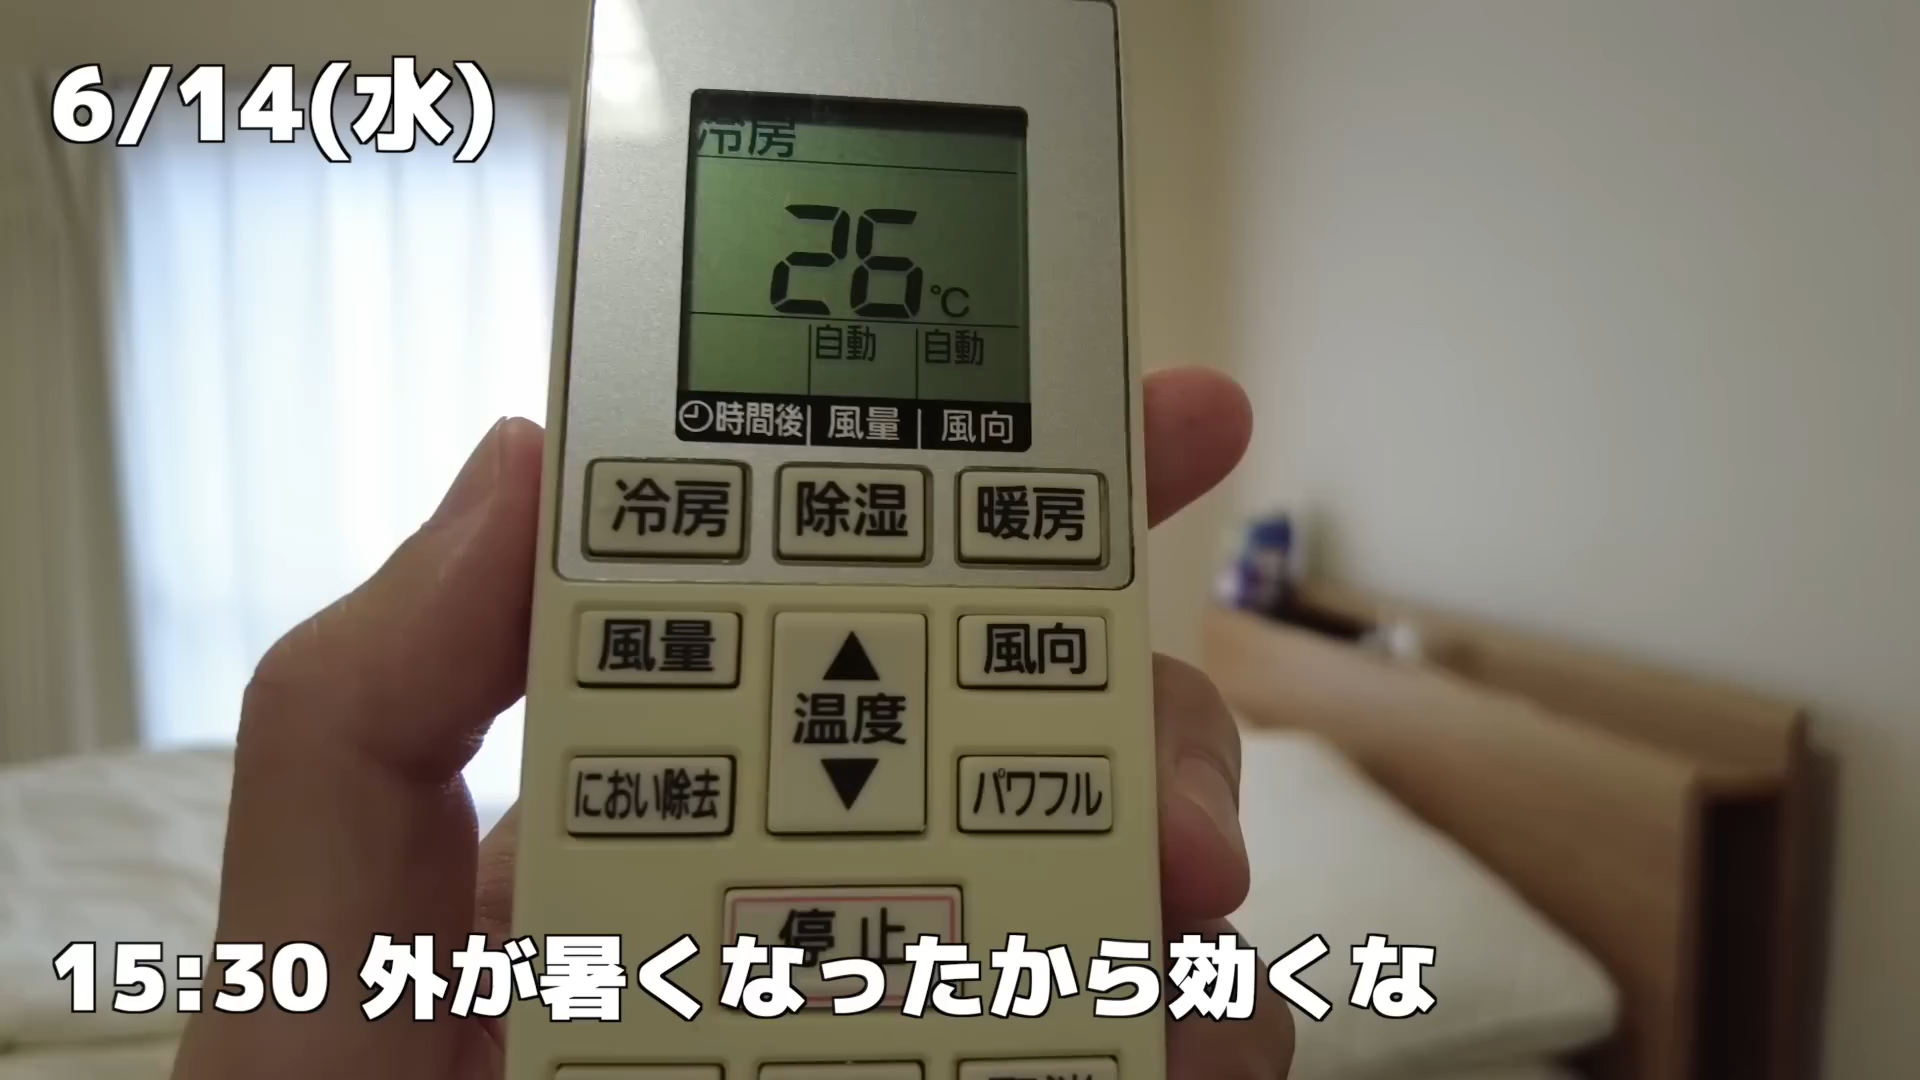 6/14(水)
冷房
26℃
自動 自動
時間後 風量 風向
冷房 除湿 暖房
風量 風向
温度
におい除去 パワフル
停止
15:30 外が暑くなったから効くな